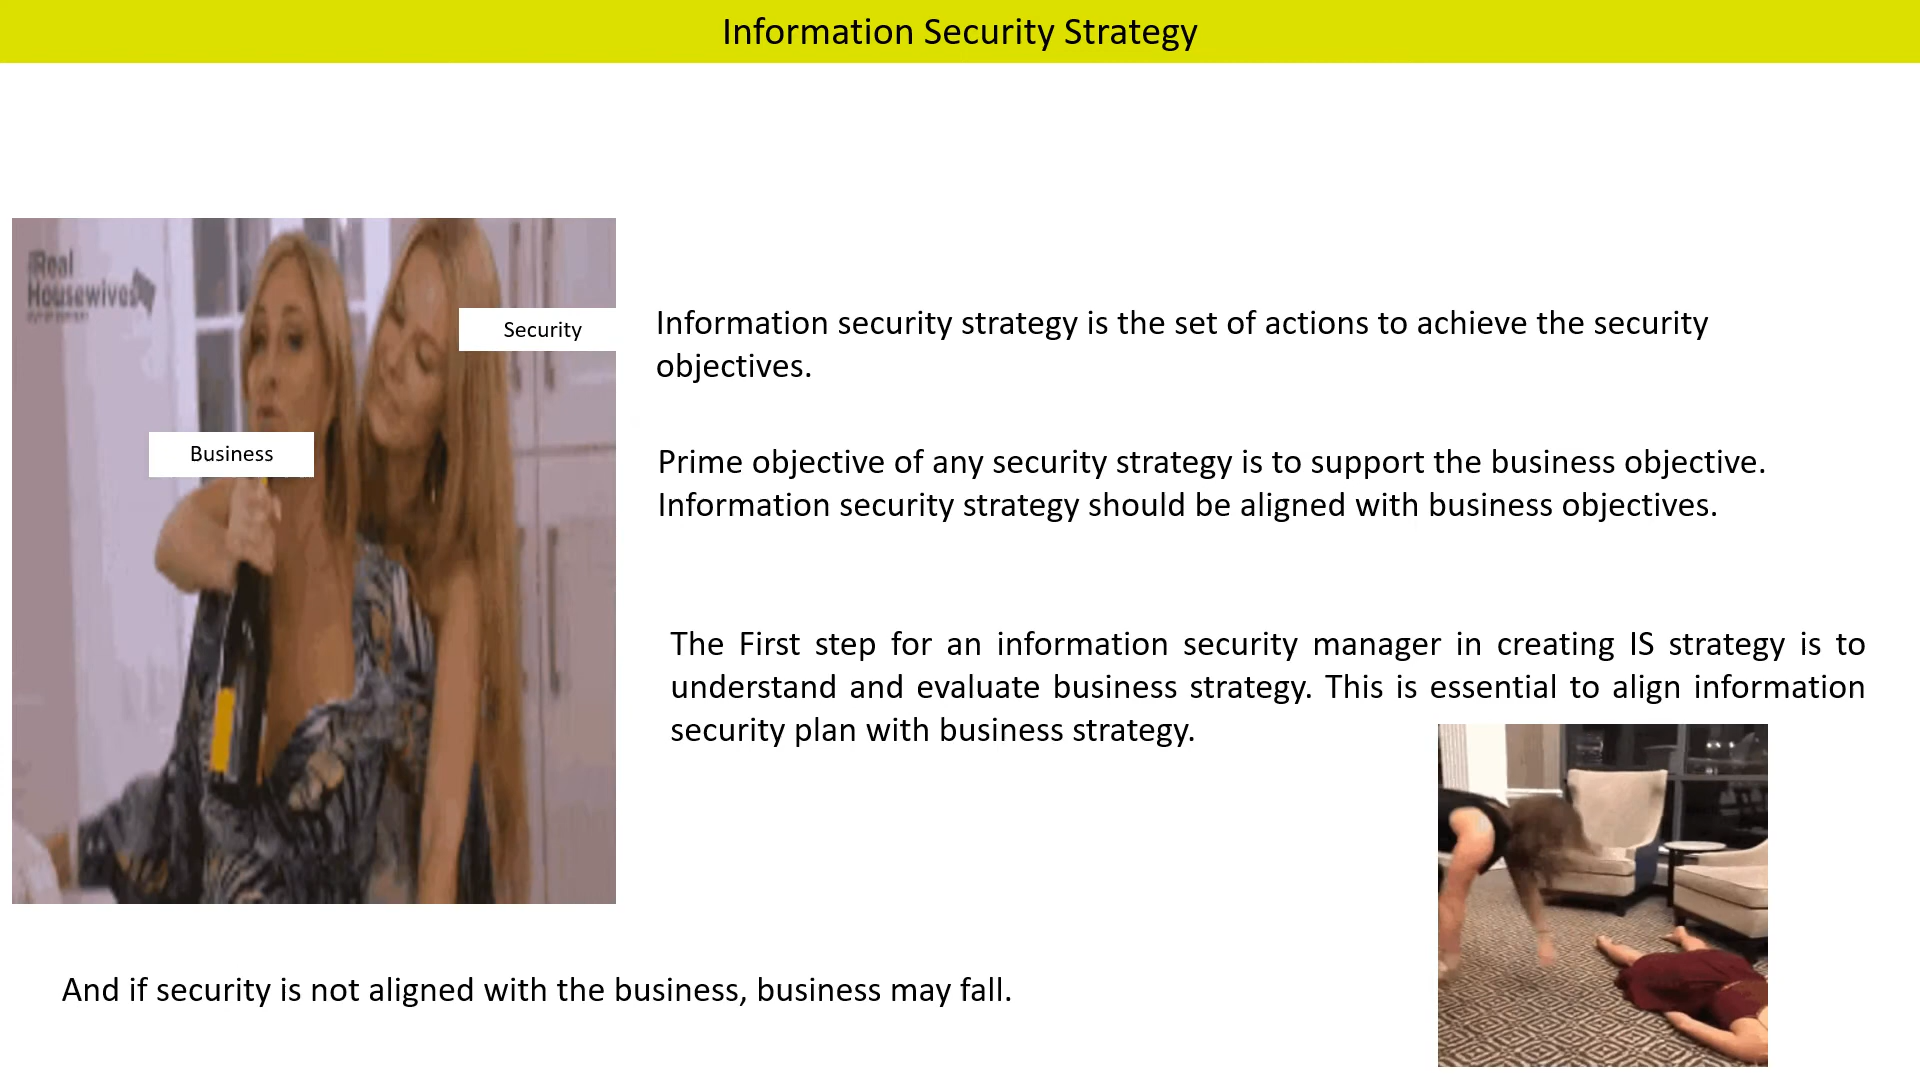 Information Security Strategy
Real
Housewives
Security
Business
Information security strategy is the set of actions to achieve the security
objectives.
Prime objective of any security strategy is to support the business objective.
Information security strategy should be aligned with business objectives.
The First step for an information security manager in creating IS strategy is to
understand and evaluate business strategy. This is essential to align information
security plan with business strategy.
And if security is not aligned with the business, business may fall.